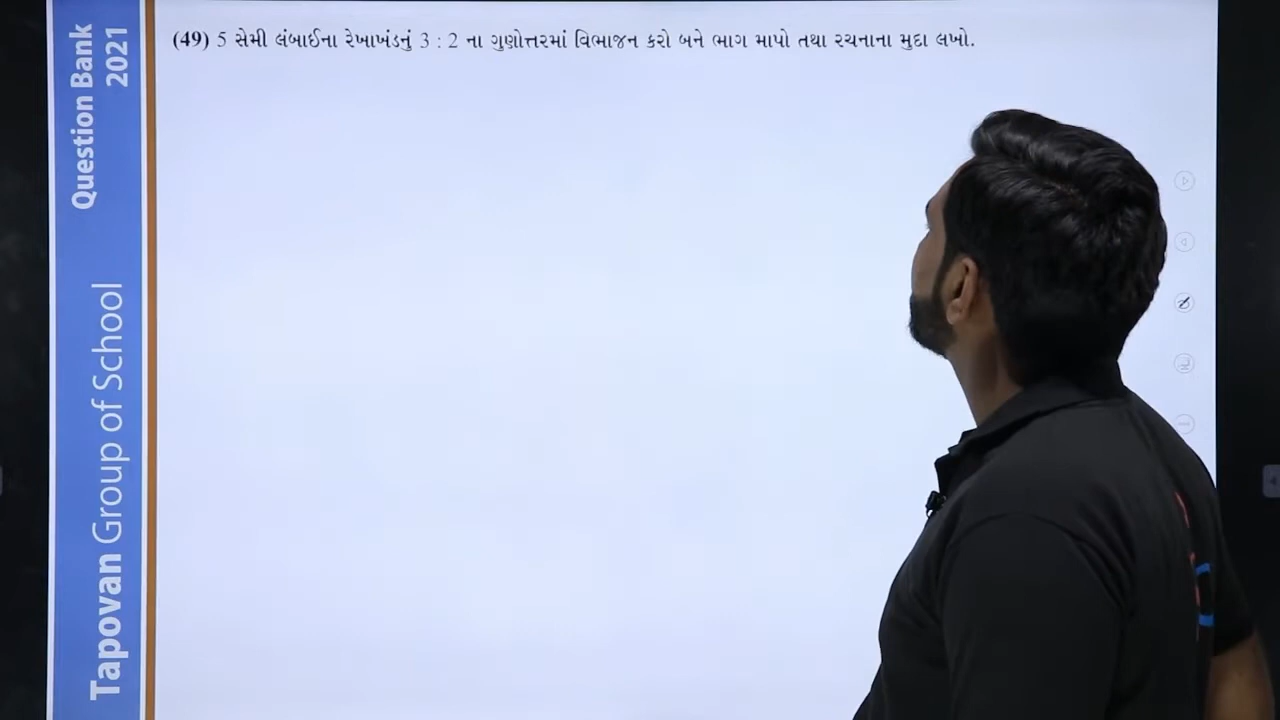 (49) 5 સેમી લંબાઈના રેખાખંડનું 3 : 2 ના ગુણોત્તરમાં વિભાજન કરો બને ભાગ માપો તથા રચનાના મુદા લખો.
Question Bank
2021
Tapovan Group of School